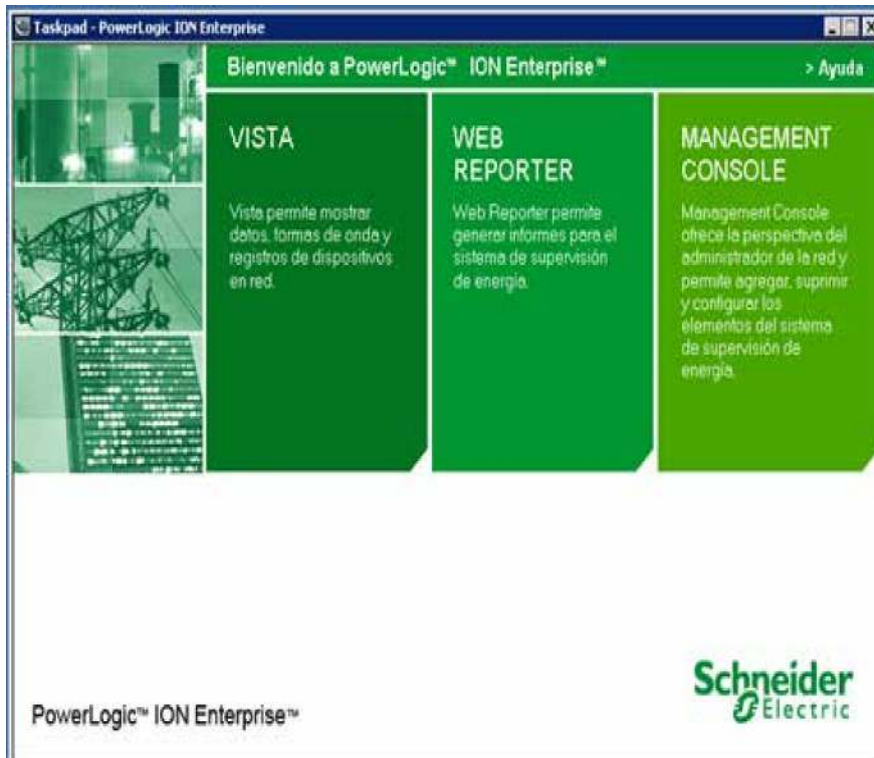 Taskpad - PowerLogic ION Enterprise
Bienvenido a PowerLogic™ ION Enterprise™
> Ayuda
VISTA
Vista permite mostrar
datos, formas de onda y
registros de dispositivos
en red.
WEB
REPORTER
Web Reporter permite
generar informes para el
sistema de supervisión
de energía.
MANAGEMENT
CONSOLE
Management Console
ofrece la perspectiva del
administrador de la red y
permite agregar, suprimir
y configurar los
elementos del sistema
de supervisión de
energía.
PowerLogic™ ION Enterprise™
Schneider
Electric